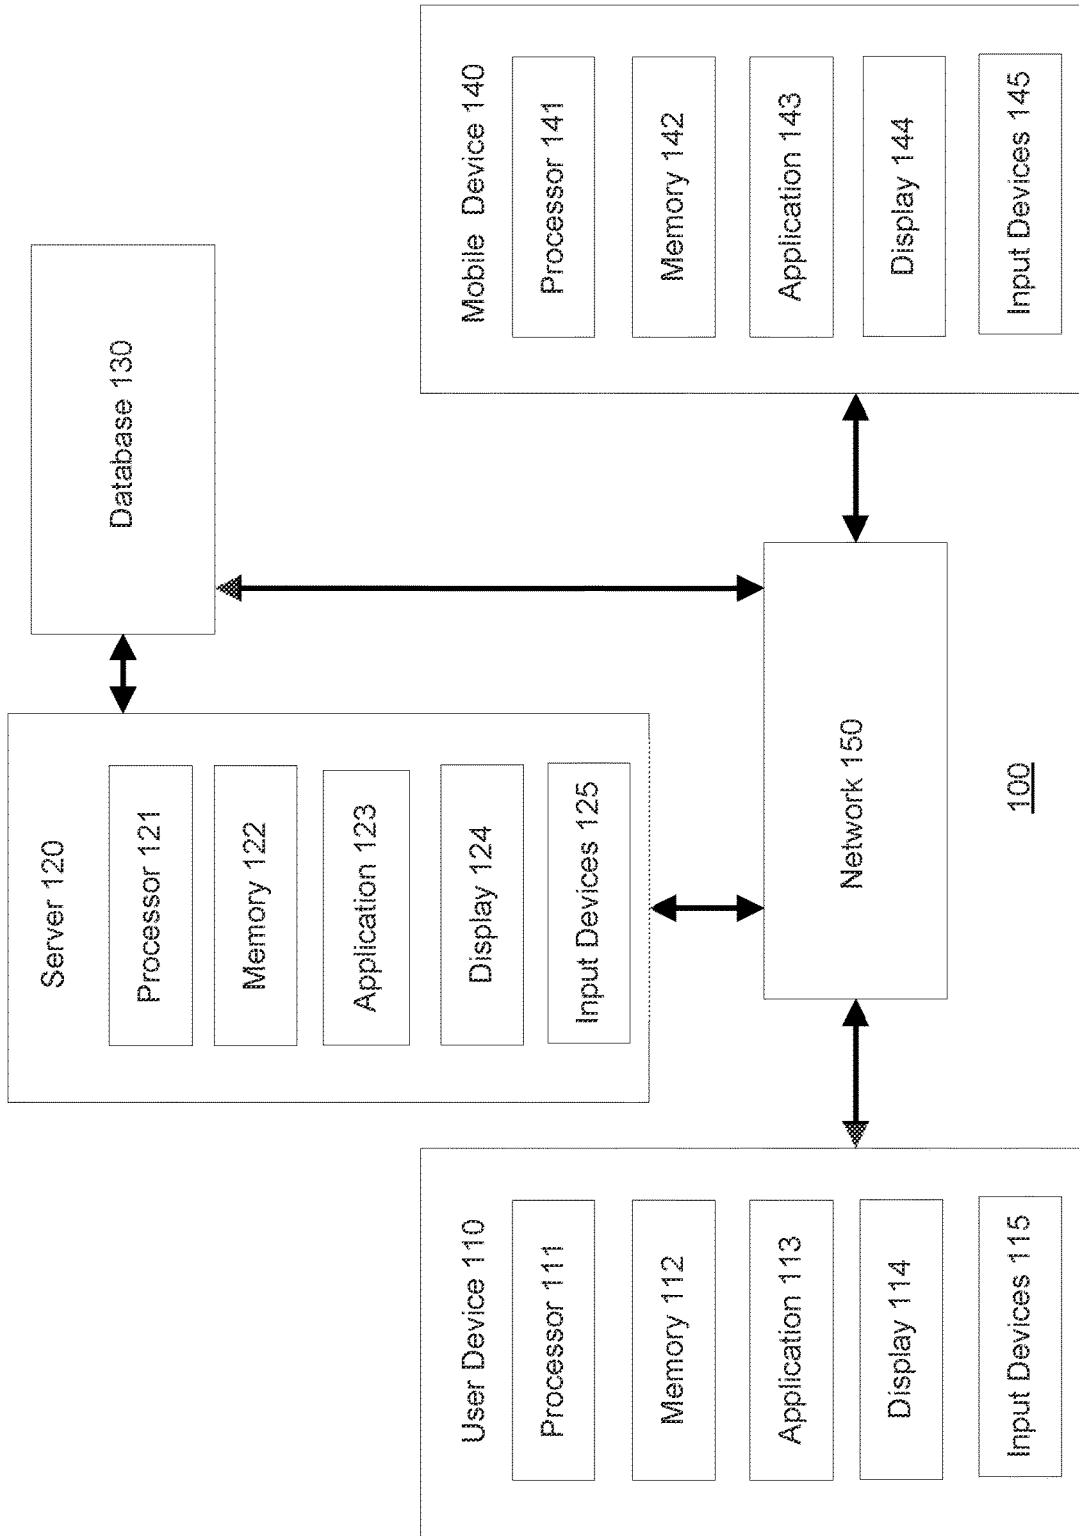 Server 120
Processor 121
Memory 122
Application 123
Display 124
Input Devices 125
Database 130
User Device 110
Processor 111
Memory 112
Application 113
Display 114
Input Devices 115
Network 150
Mobile Device 140
Processor 141
Memory 142
Application 143
Display 144
Input Devices 145
100